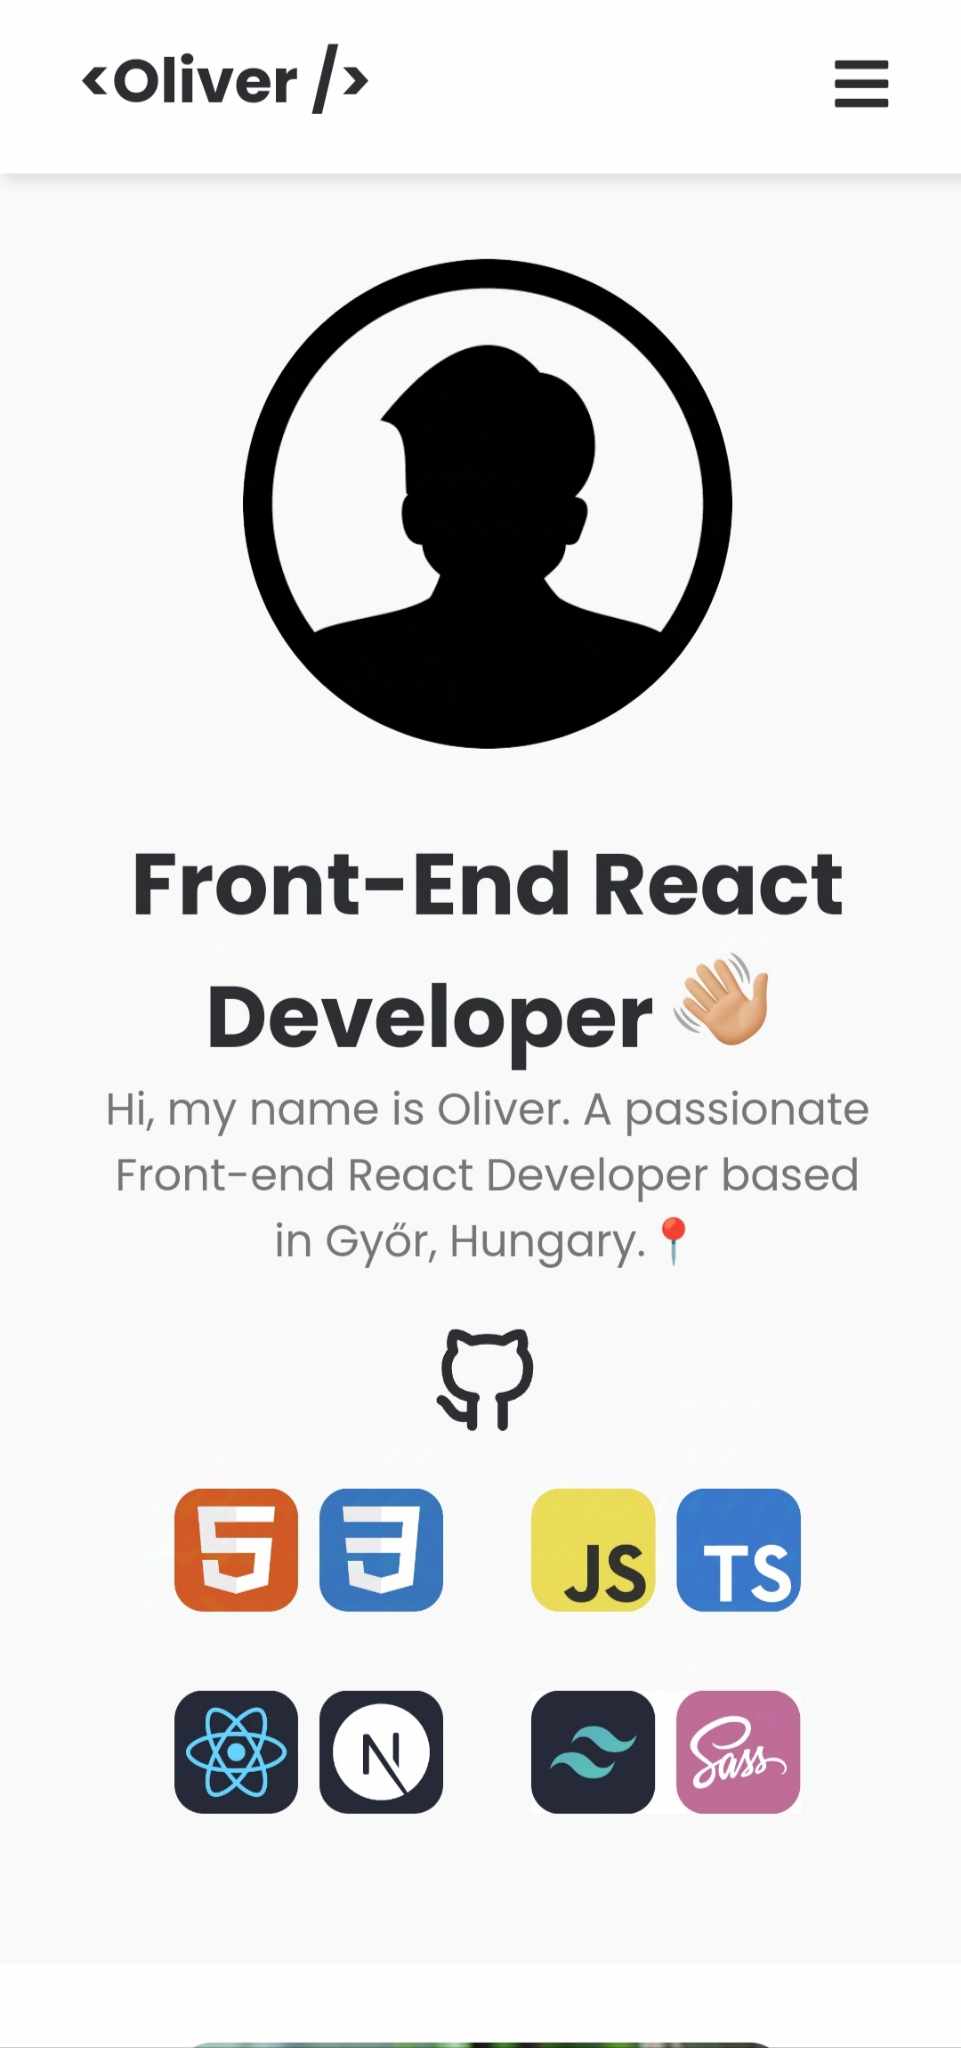 <Oliver />
Front-End React
Developer 👋🏼
Hi, my name is Oliver. A passionate
Front-end React Developer based
in Győr, Hungary. 📍
5 3 JS TS
N Sass